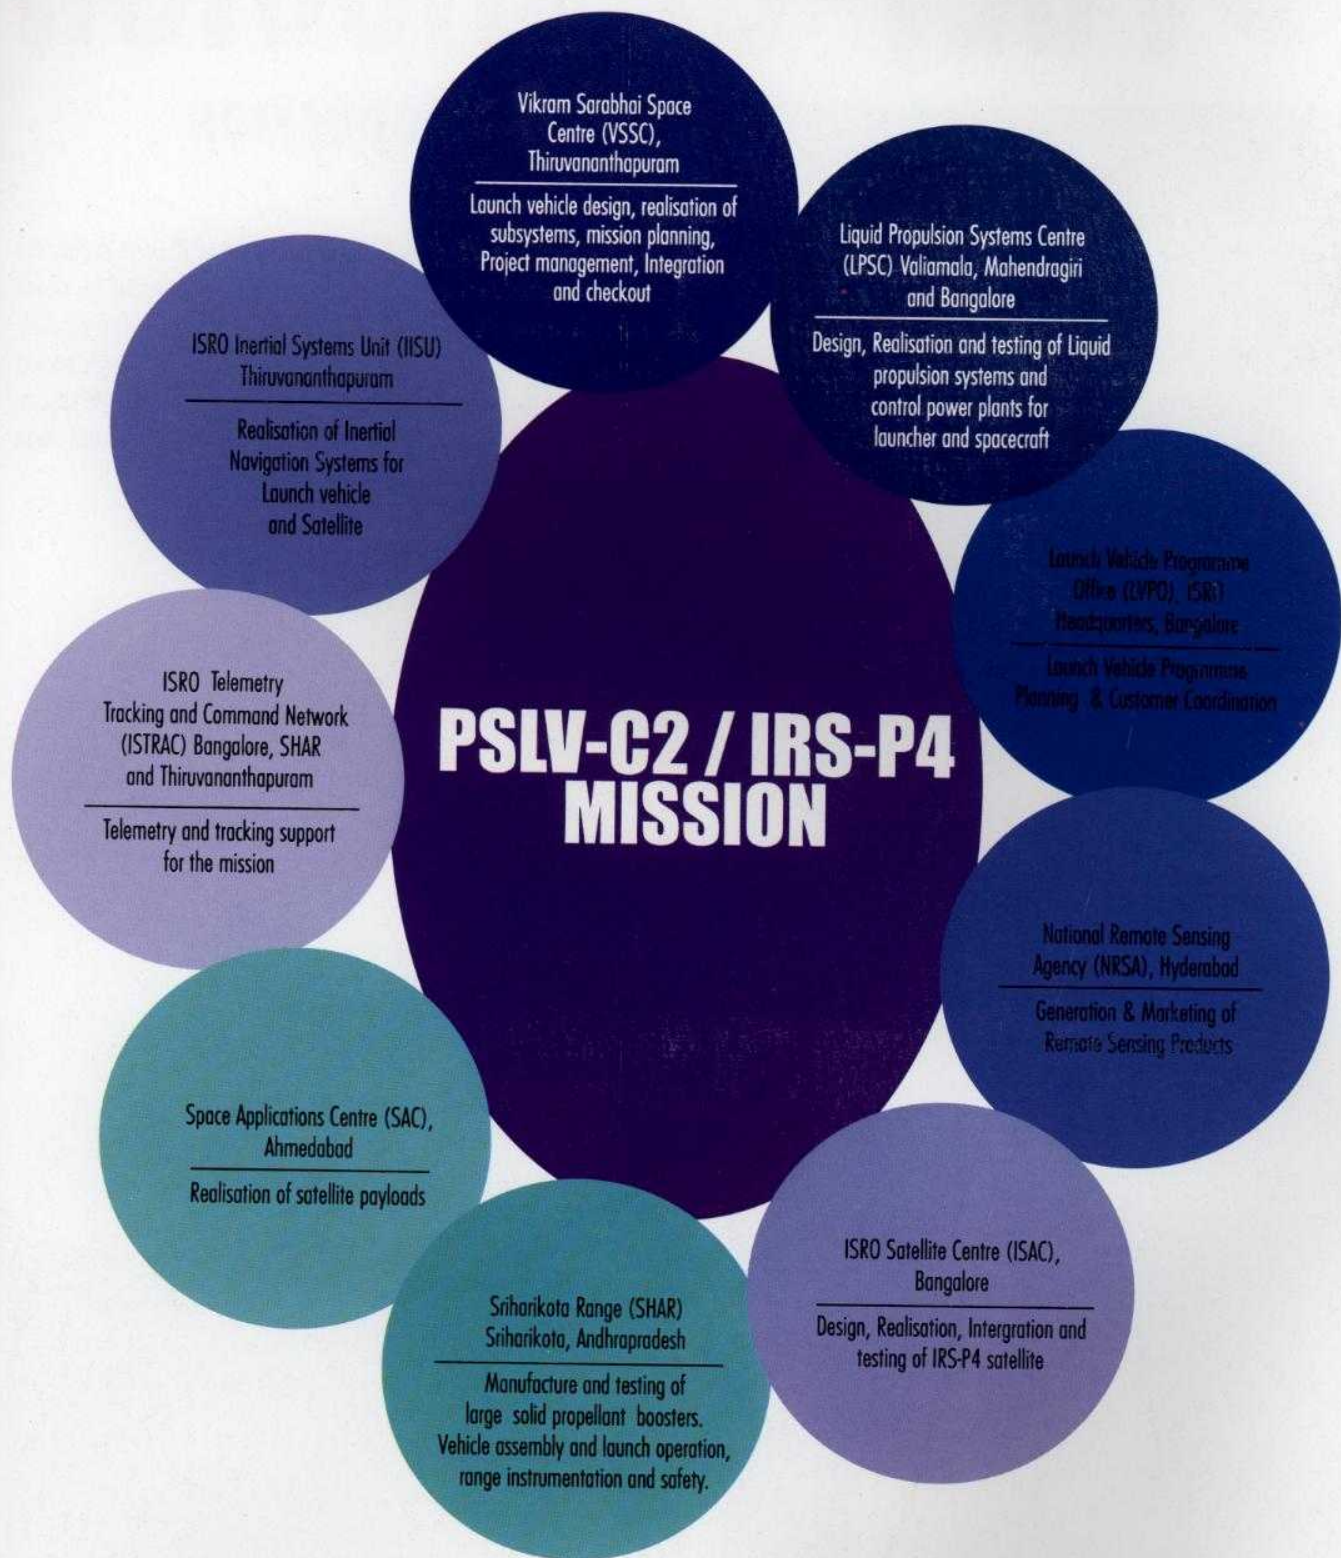 Vikram Sarabhai Space
Centre (VSSC),
Thiruvananthapuram
Launch vehicle design, realisation of
subsystems, mission planning,
Project management, Integration
and checkout
Liquid Propulsion Systems Centre
(LPSC) Valiamala, Mahendragiri
and Bangalore
Design, Realisation and testing of Liquid
propulsion systems and
control power plants for
launcher and spacecraft
Launch Vehicle Programme
Office (LVPO), ISRO
Headquarters, Bangalore
Launch Vehicle Programme
Planning & Customer Coordination
National Remote Sensing
Agency (NRSA), Hyderabad
Generation & Marketing of
Remote Sensing Products
ISRO Satellite Centre (ISAC),
Bangalore
Design, Realisation, Intergration and
testing of IRS-P4 satellite
Sriharikota Range (SHAR)
Sriharikota, Andhrapradesh
Manufacture and testing of
large solid propellant boosters.
Vehicle assembly and launch operation,
range instrumentation and safety.
Space Applications Centre (SAC),
Ahmedabad
Realisation of satellite payloads
ISRO Telemetry
Tracking and Command Network
(ISTRAC) Bangalore, SHAR
and Thiruvananthapuram
Telemetry and tracking support
for the mission
ISRO Inertial Systems Unit (IISU)
Thiruvananthapuram
Realisation of Inertial
Navigation Systems for
Launch vehicle
and Satellite
PSLV-C2 / IRS-P4
MISSION